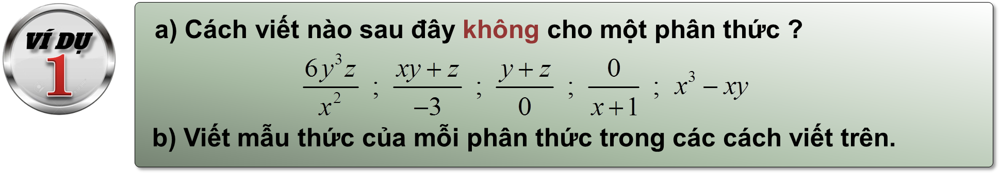 VÍ DỤ
1
a) Cách viết nào sau đây không cho một phân thức ?
\frac{6y^3z}{x^2} ; \frac{xy+z}{-3} ; \frac{y+z}{0} ; \frac{0}{x+1} ; x^3-xy
b) Viết mẫu thức của mỗi phân thức trong các cách viết trên.